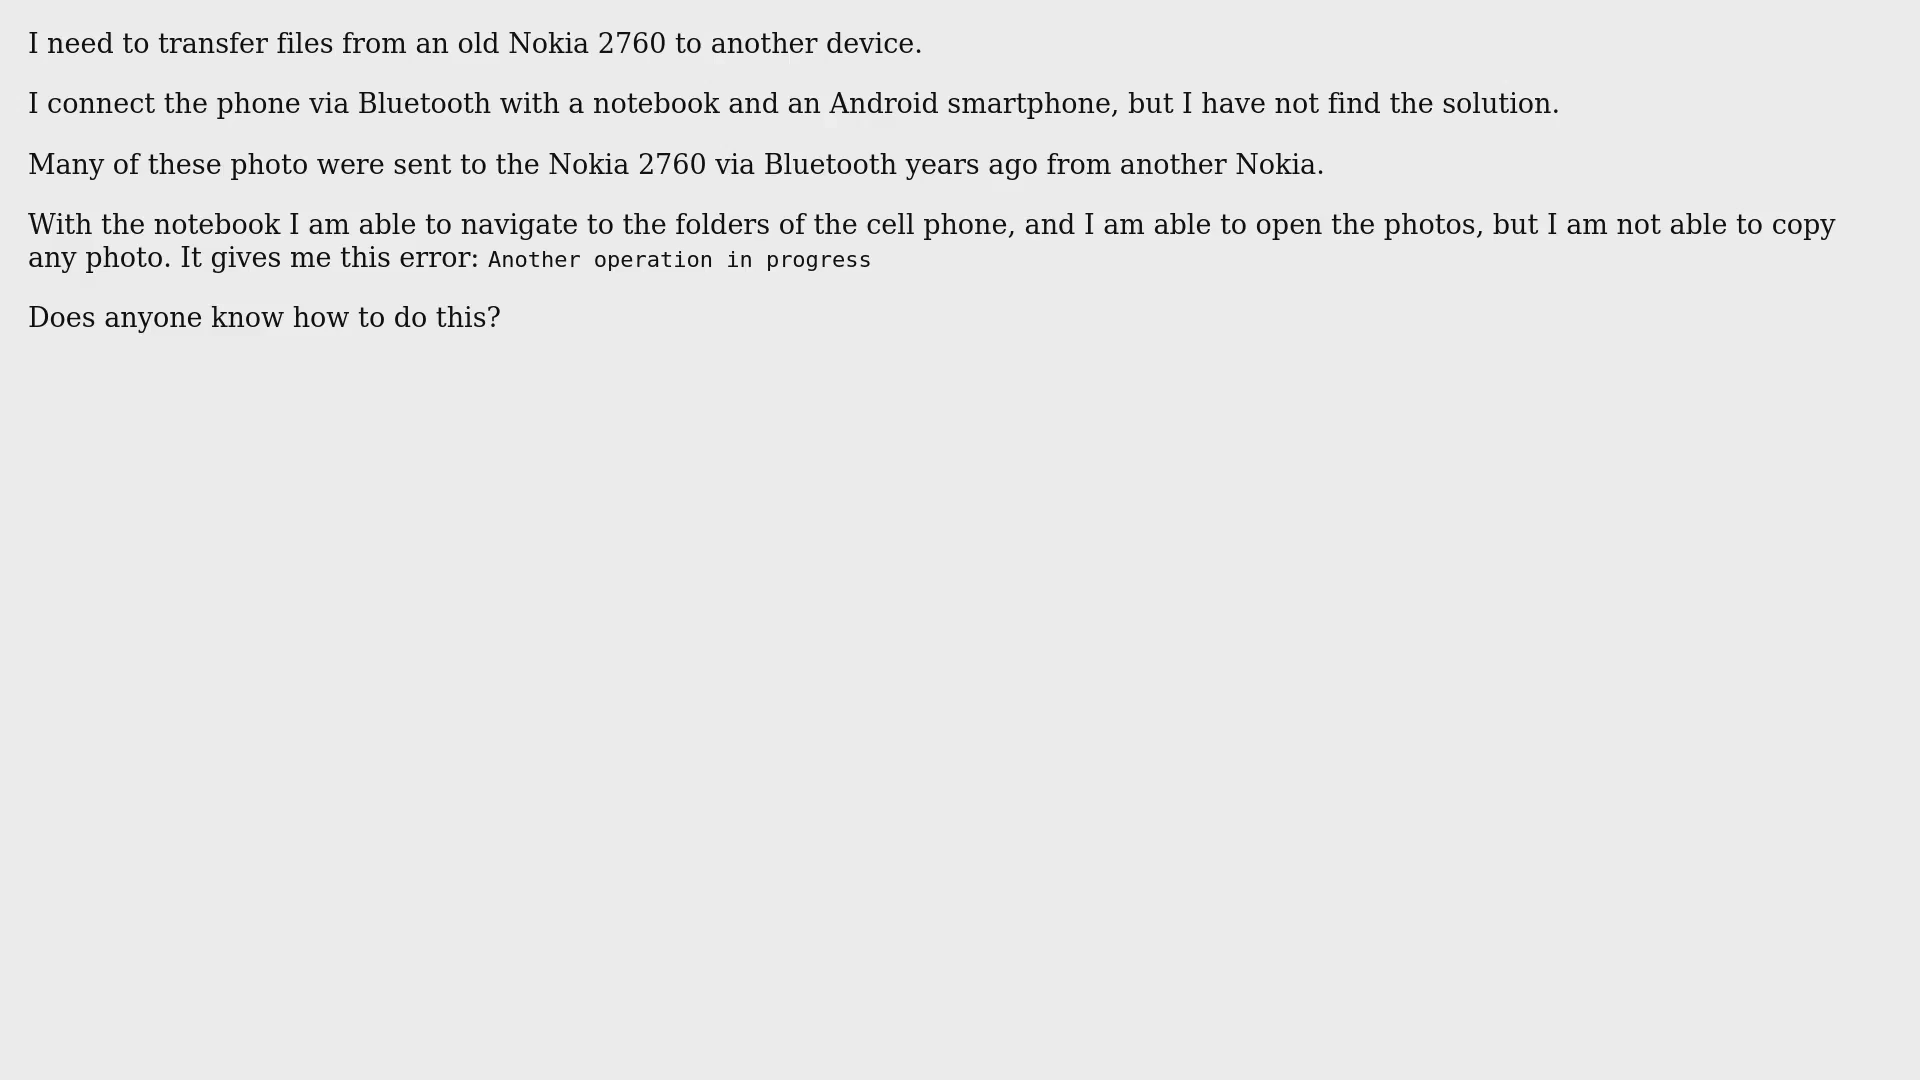 I need to transfer files from an old Nokia 2760 to another device.
I connect the phone via Bluetooth with a notebook and an Android smartphone, but I have not find the solution.
Many of these photo were sent to the Nokia 2760 via Bluetooth years ago from another Nokia.
With the notebook I am able to navigate to the folders of the cell phone, and I am able to open the photos, but I am not able to copy
any photo. It gives me this error: Another operation in progress
Does anyone know how to do this?